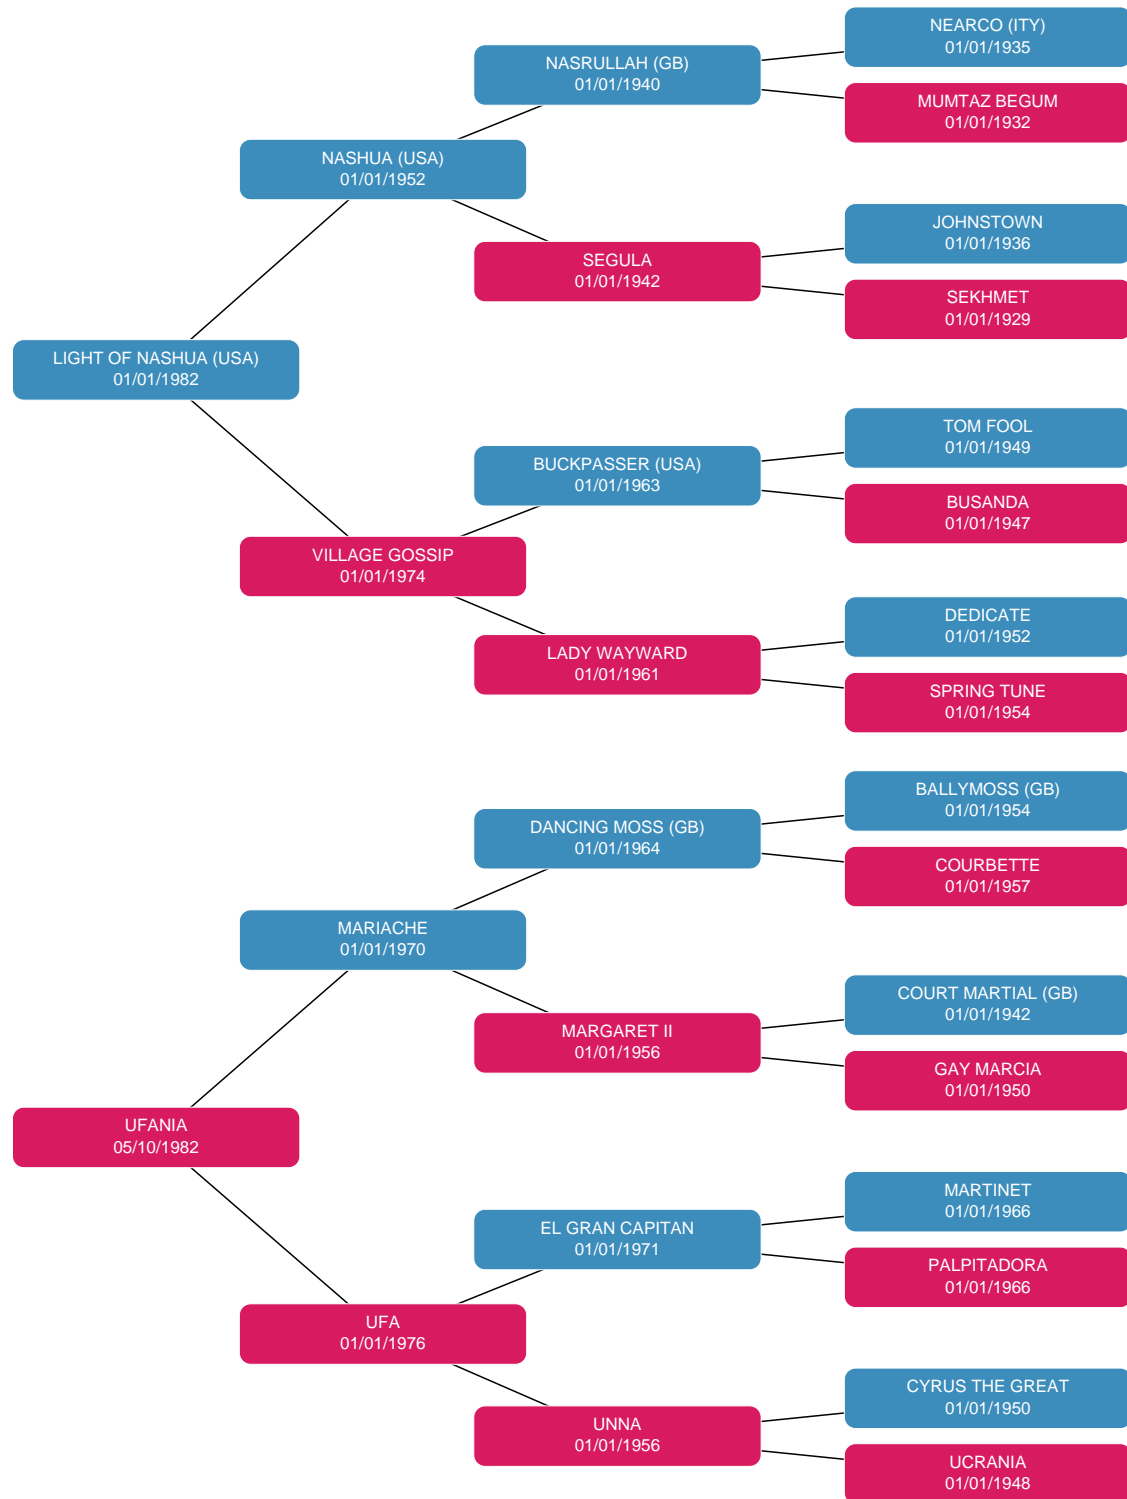 NEARCO (ITY)
01/01/1935
NASRULLAH (GB)
01/01/1940
MUMTAZ BEGUM
01/01/1932
NASHUA (USA)
01/01/1952
JOHNSTOWN
01/01/1936
SEGULA
01/01/1942
SEKHMET
01/01/1929
LIGHT OF NASHUA (USA)
01/01/1982
TOM FOOL
01/01/1949
BUCKPASSER (USA)
01/01/1963
BUSANDA
01/01/1947
VILLAGE GOSSIP
01/01/1974
DEDICATE
01/01/1952
LADY WAYWARD
01/01/1961
SPRING TUNE
01/01/1954
BALLYMOSS (GB)
01/01/1954
DANCING MOSS (GB)
01/01/1964
COURBETTE
01/01/1957
MARIACHE
01/01/1970
COURT MARTIAL (GB)
01/01/1942
MARGARET II
01/01/1956
GAY MARCIA
01/01/1950
UFANIA
05/10/1982
MARTINET
01/01/1966
EL GRAN CAPITAN
01/01/1971
PALPITADORA
01/01/1966
UFA
01/01/1976
CYRUS THE GREAT
01/01/1950
UNNA
01/01/1956
UCRANIA
01/01/1948